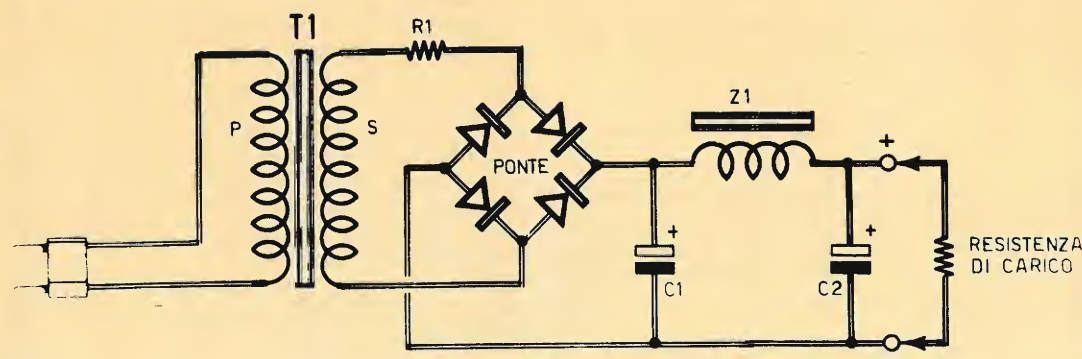 T1
R1
P
S
PONTE
Z1
+
+
C1
+
C2
RESISTENZA
DI CARICO
-